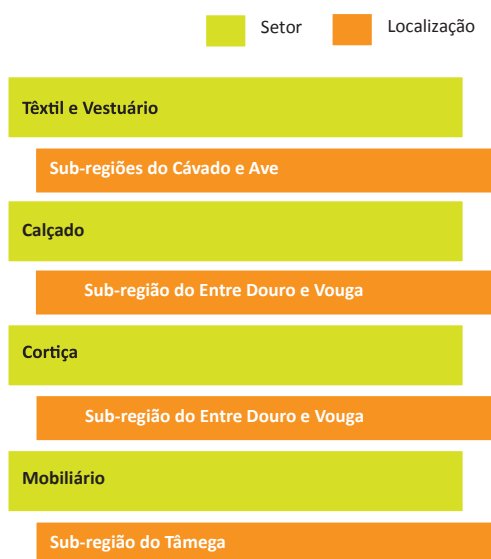 Setor Localização
Têxtil e Vestuário
Sub-regiões do Cávado e Ave
Calçado
Sub-região do Entre Douro e Vouga
Cortiça
Sub-região do Entre Douro e Vouga
Mobiliário
Sub-região do Tâmega